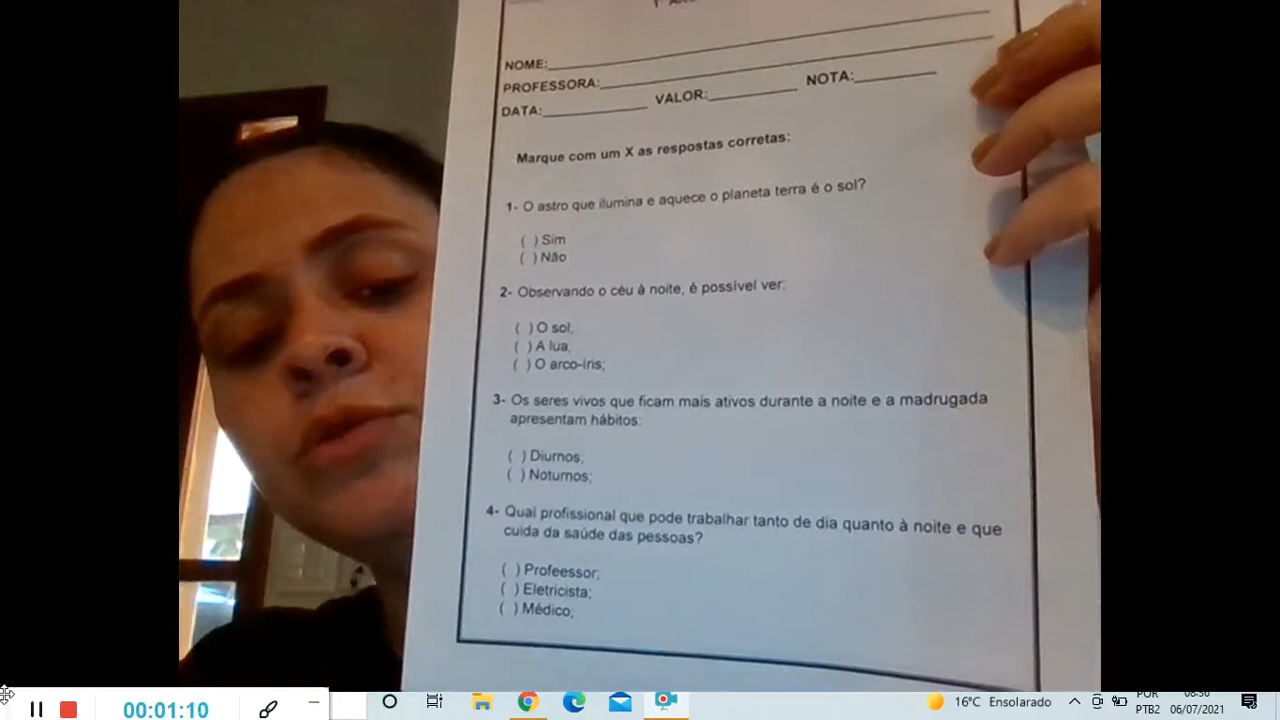 NOME:
PROFESSORA:
DATA: VALOR: NOTA:
Marque com um X as respostas corretas:
1- O astro que ilumina e aquece o planeta terra é o sol?
( ) Sim
( ) Não
2- Observando o céu à noite, é possível ver:
( ) O sol;
( ) A lua;
( ) O arco-íris;
3- Os seres vivos que ficam mais ativos durante a noite e a madrugada
apresentam hábitos:
( ) Diurnos;
( ) Noturnos;
4- Qual profissional que pode trabalhar tanto de dia quanto à noite e que
cuida da saúde das pessoas?
( ) Profeessor;
( ) Eletricista;
( ) Médico;
00:01:10
16°C Ensolarado
POR
PTB2
08:56
06/07/2021